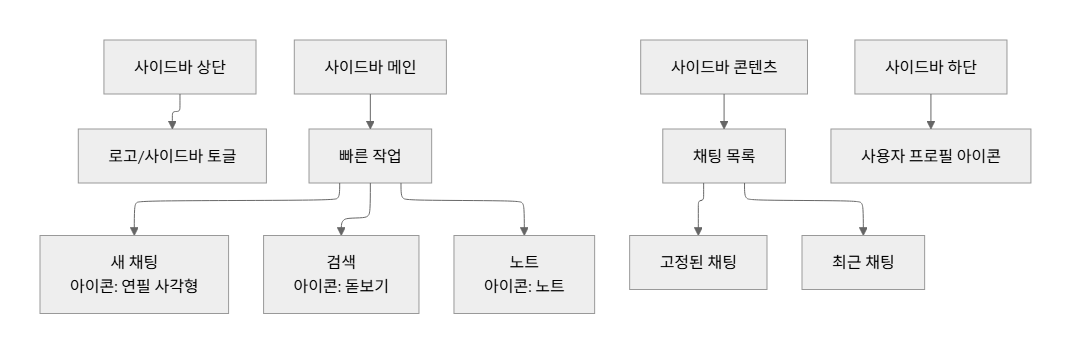 사이드바 상단
사이드바 메인
사이드바 콘텐츠
사이드바 하단
로고/사이드바 토글
빠른 작업
채팅 목록
사용자 프로필 아이콘
새 채팅
아이콘: 연필 사각형
검색
아이콘: 돋보기
노트
아이콘: 노트
고정된 채팅
최근 채팅